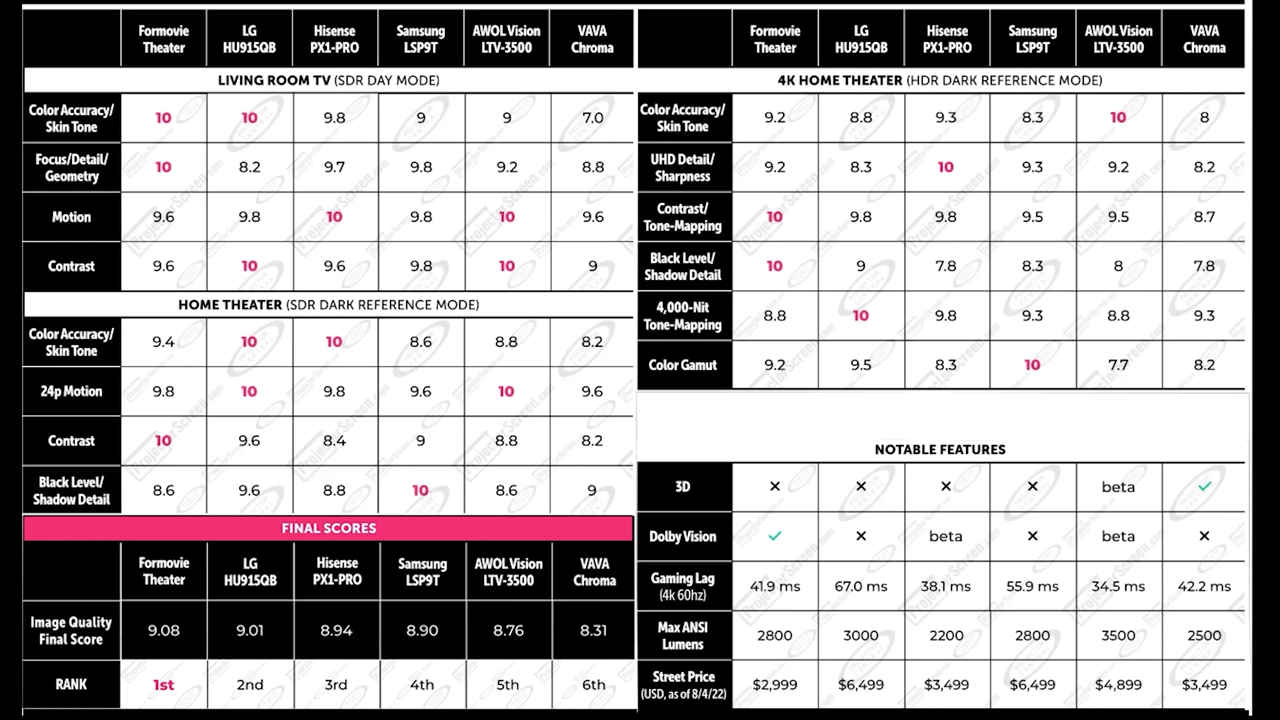 Formovie Theater LG HU915QB Hisense PX1-PRO Samsung LSP9T AWOL Vision LTV-3500 VAVA Chroma
LIVING ROOM TV (SDR DAY MODE)
Color Accuracy/ Skin Tone 10 10 9.8 9 9 7.0
Focus/Detail/ Geometry 10 8.2 9.7 9.8 9.2 8.8
Motion 9.6 9.8 10 9.8 10 9.6
Contrast 9.6 10 9.6 9.8 10 9
HOME THEATER (SDR DARK REFERENCE MODE)
Color Accuracy/ Skin Tone 9.4 10 10 8.6 8.8 8.2
24p Motion 9.8 10 9.8 9.6 10 9.6
Contrast 10 9.6 8.4 9 8.8 8.2
Black Level/ Shadow Detail 8.6 9.6 8.8 10 8.6 9
FINAL SCORES
Formovie Theater LG HU915QB Hisense PX1-PRO Samsung LSP9T AWOL Vision LTV-3500 VAVA Chroma
Image Quality Final Score 9.08 9.01 8.94 8.90 8.76 8.31
RANK 1st 2nd 3rd 4th 5th 6th
Formovie Theater LG HU915QB Hisense PX1-PRO Samsung LSP9T AWOL Vision LTV-3500 VAVA Chroma
4K HOME THEATER (HDR DARK REFERENCE MODE)
Color Accuracy/ Skin Tone 9.2 8.8 9.3 8.3 10 8
UHD Detail/ Sharpness 9.2 8.3 10 9.3 9.2 8.2
Contrast/ Tone-Mapping 10 9.8 9.8 9.5 9.5 8.7
Black Level/ Shadow Detail 10 9 7.8 8.3 8 7.8
4,000-Nit Tone-Mapping 8.8 10 9.8 9.3 8.8 9.3
Color Gamut 9.2 9.5 8.3 10 7.7 8.2
NOTABLE FEATURES
3D ✕ ✕ ✕ ✕ beta ✓
Dolby Vision ✓ ✕ beta ✕ beta ✕
Gaming Lag (4k 60hz) 41.9 ms 67.0 ms 38.1 ms 55.9 ms 34.5 ms 42.2 ms
Max ANSI Lumens 2800 3000 2200 2800 3500 2500
Street Price (USD, as of 8/4/22) $2,999 $6,499 $3,499 $6,499 $4,899 $3,499